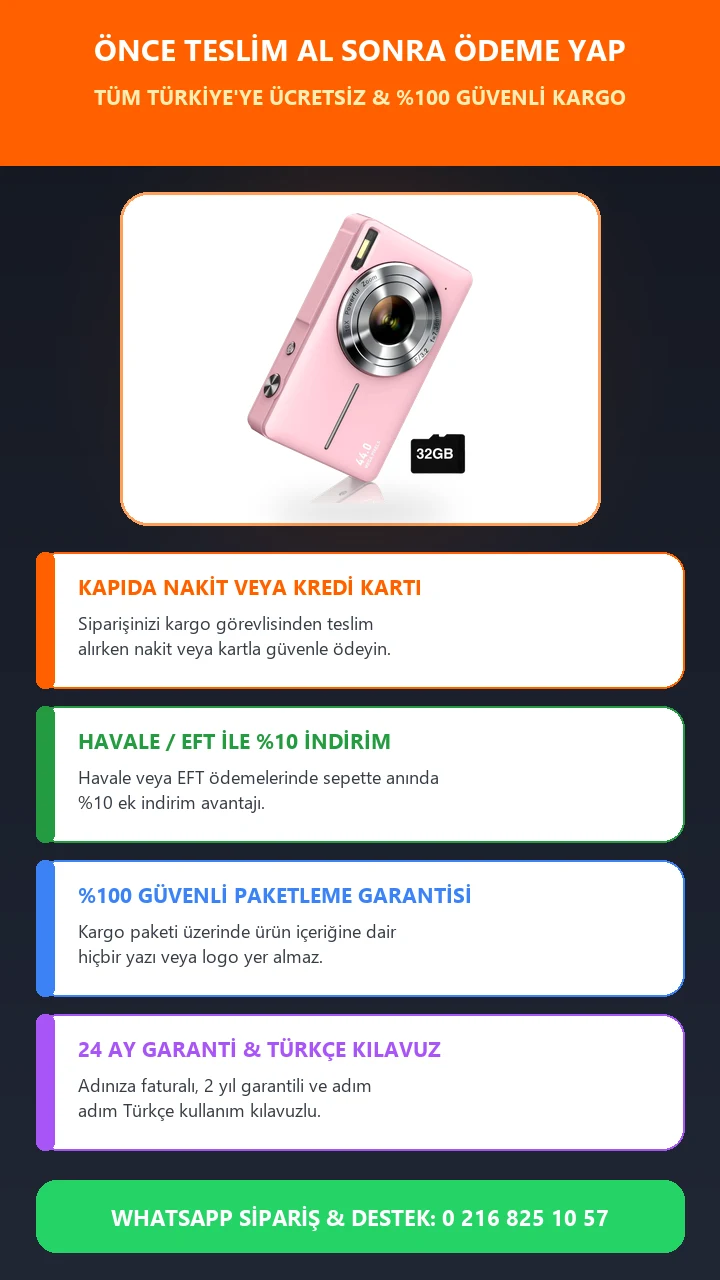 ÖNCE TESLİM AL SONRA ÖDEME YAP
TÜM TÜRKİYE'YE ÜCRETSİZ & %100 GÜVENLİ KARGO
Powerful Zoom
44.0
32GB
KAPIDA NAKİT VEYA KREDİ KARTI
Siparişinizi kargo görevlisinden teslim
alırken nakit veya kartla güvenle ödeyin.
HAVALE / EFT İLE %10 İNDİRİM
Havale veya EFT ödemelerinde sepette anında
%10 ek indirim avantajı.
%100 GÜVENLİ PAKETLEME GARANTİSİ
Kargo paketi üzerinde ürün içeriğine dair
hiçbir yazı veya logo yer almaz.
24 AY GARANTİ & TÜRKÇE KILAVUZ
Adınıza faturalı, 2 yıl garantili ve adım
adım Türkçe kullanım kılavuzlu.
WHATSAPP SİPARİŞ & DESTEK: 0 216 825 10 57